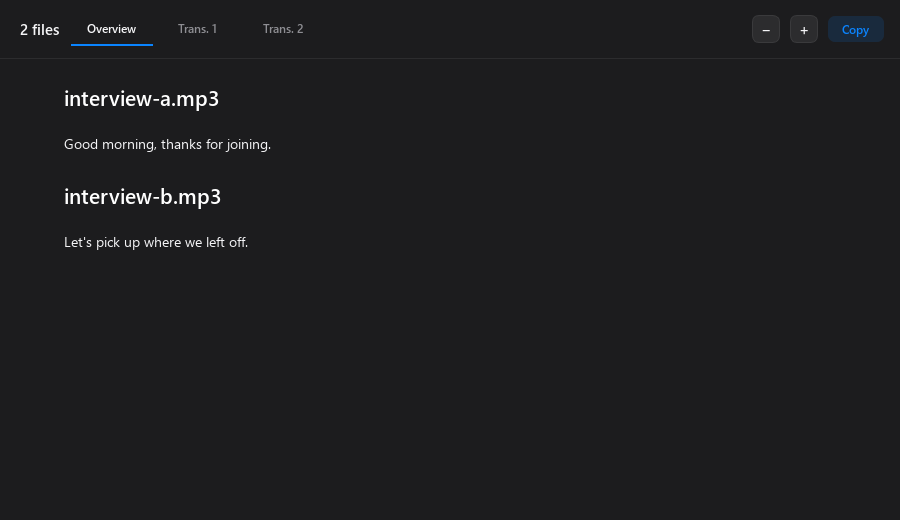 2 files Overview Trans. 1 Trans. 2 − + Copy
interview-a.mp3
Good morning, thanks for joining.
interview-b.mp3
Let's pick up where we left off.